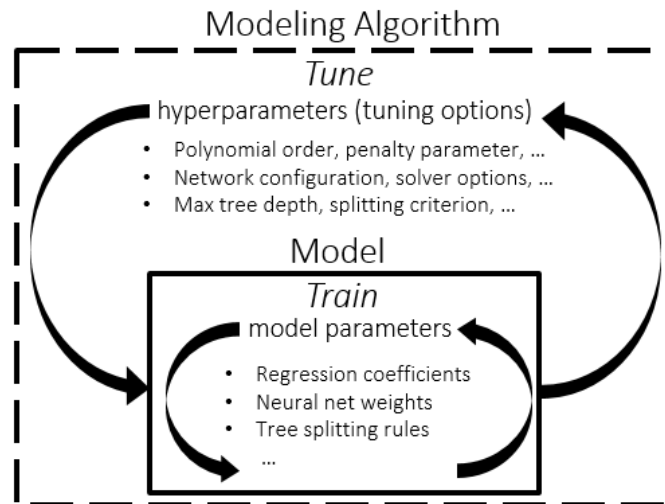 Modeling Algorithm
Tune
hyperparameters (tuning options)
• Polynomial order, penalty parameter, ...
• Network configuration, solver options, ...
• Max tree depth, splitting criterion, ...
Model
Train
model parameters
• Regression coefficients
• Neural net weights
• Tree splitting rules
...